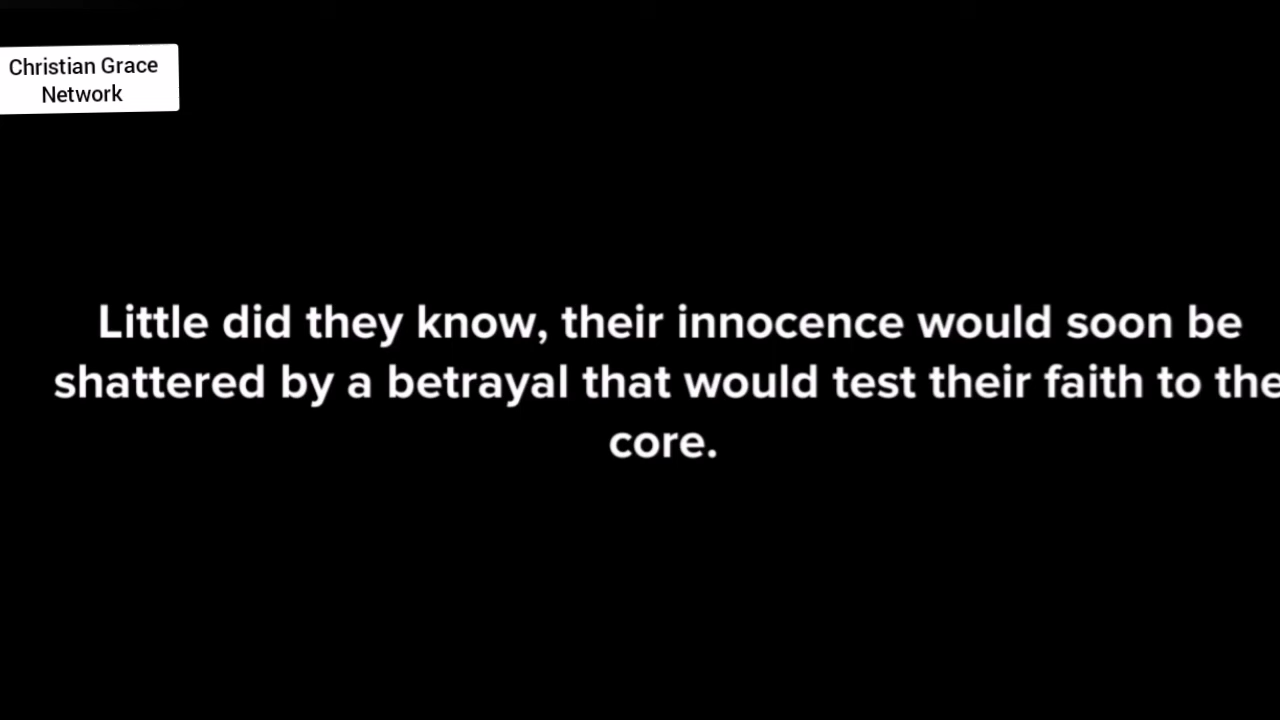 Christian Grace
Network
Little did they know, their innocence would soon be
shattered by a betrayal that would test their faith to the
core.